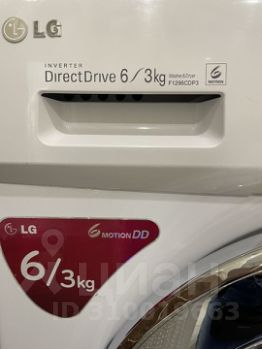 LG
INVERTER
DirectDrive 6/3kg Washer&Dryer
F1296CDP3
6 MOTION
LG 6 MOTION DD
6/3kg
циан